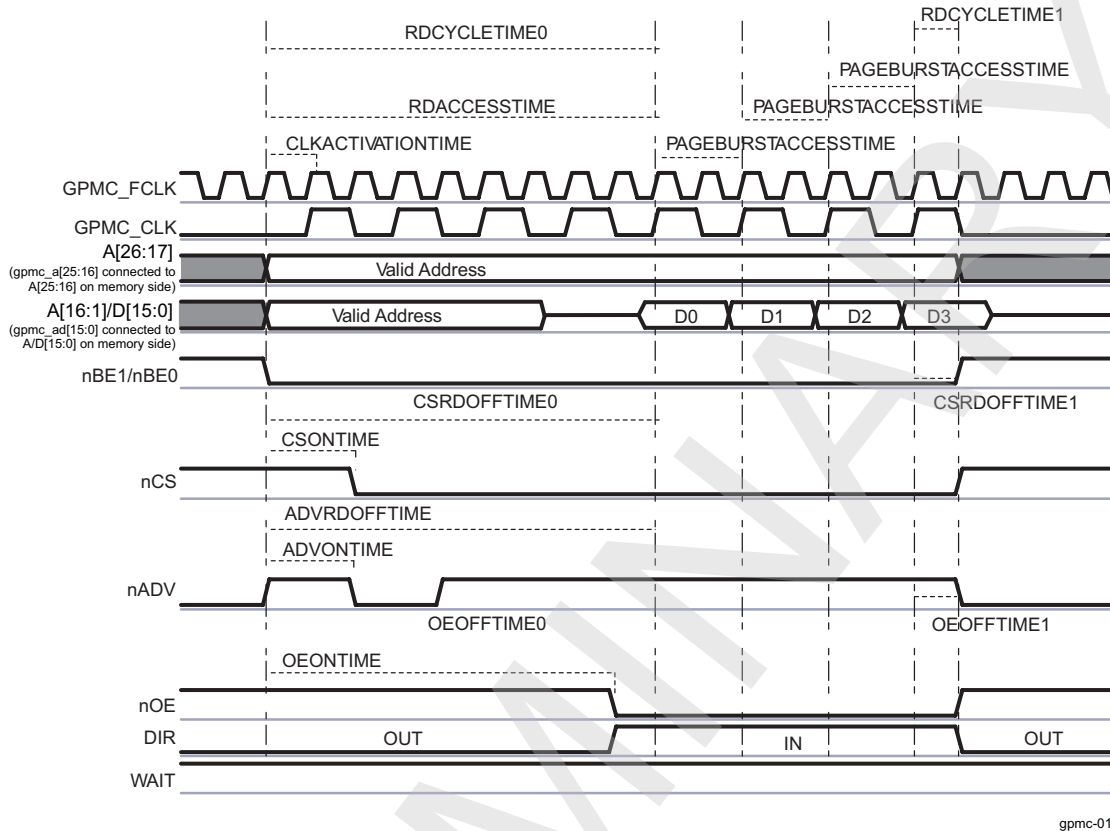 RDCYCLETIME1
RDCYCLETIME0
PAGEBURSTACCESSTIME
RDACCESSTIME
PAGEBURSTACCESSTIME
CLKACTIVATIONTIME
PAGEBURSTACCESSTIME
GPMC_FCLK
GPMC_CLK
A[26:17]
(gpmc_a[25:16] connected to
A[25:16] on memory side)
Valid Address
A[16:1]/D[15:0]
(gpmc_ad[15:0] connected to
A/D[15:0] on memory side)
Valid Address
D0
D1
D2
D3
nBE1/nBE0
CSRDOFFTIME0
CSRDOFFTIME1
CSONTIME
nCS
ADVRDOFFTIME
ADVONTIME
nADV
OEOFFTIME0
OEOFFTIME1
OEONTIME
nOE
DIR
OUT
IN
OUT
WAIT
gpmc-01
MINARY